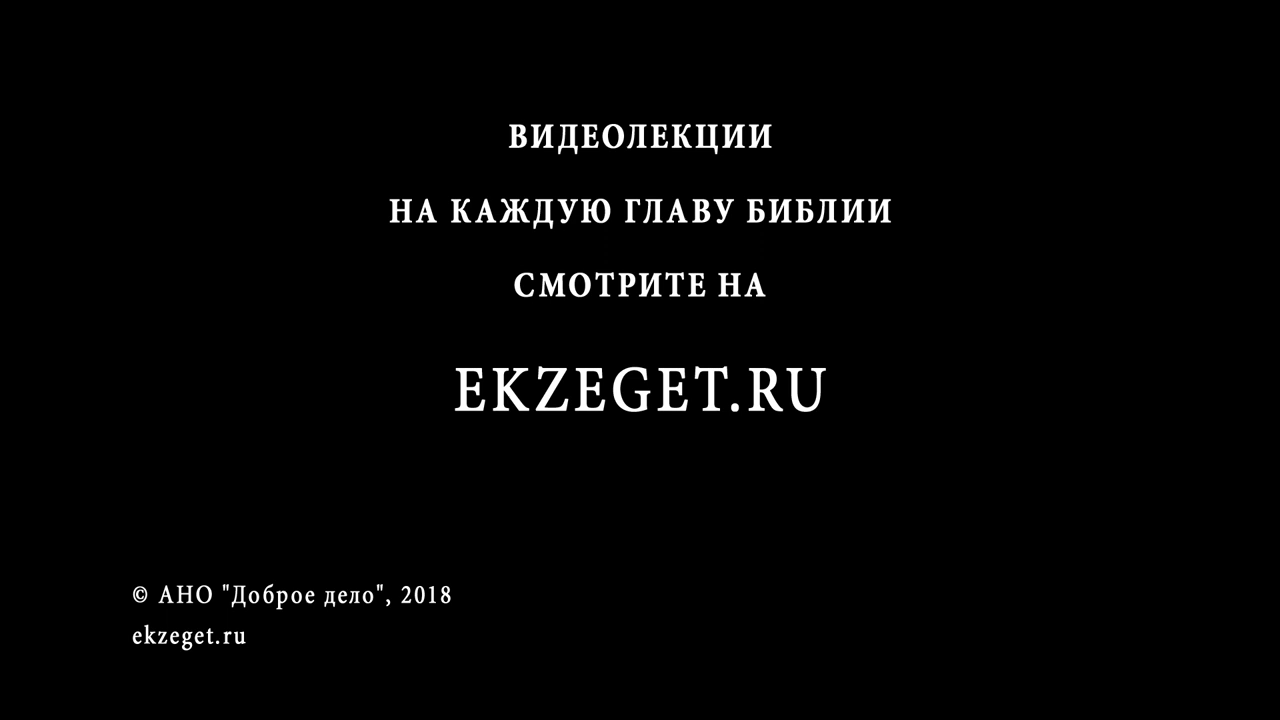 ВИДЕОЛЕКЦИИ
НА КАЖДУЮ ГЛАВУ БИБЛИИ
СМОТРИТЕ НА
EKZEGET.RU
© АНО "Доброе дело", 2018
ekzeget.ru